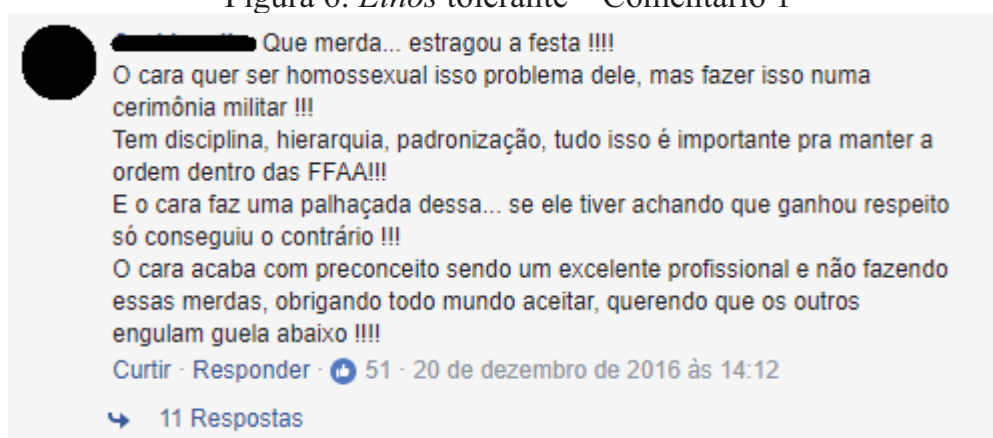 Figura 6: Ethos tolerante – Comentário 1
Que merda... estragou a festa !!!!
O cara quer ser homossexual isso problema dele, mas fazer isso numa
cerimônia militar !!!
Tem disciplina, hierarquia, padronização, tudo isso é importante pra manter a
ordem dentro das FFAA!!!
E o cara faz uma palhaçada dessa... se ele tiver achando que ganhou respeito
só conseguiu o contrário !!!
O cara acaba com preconceito sendo um excelente profissional e não fazendo
essas merdas, obrigando todo mundo aceitar, querendo que os outros
engulam guela abaixo !!!!
Curtir · Responder · 51 · 20 de dezembro de 2016 às 14:12
11 Respostas